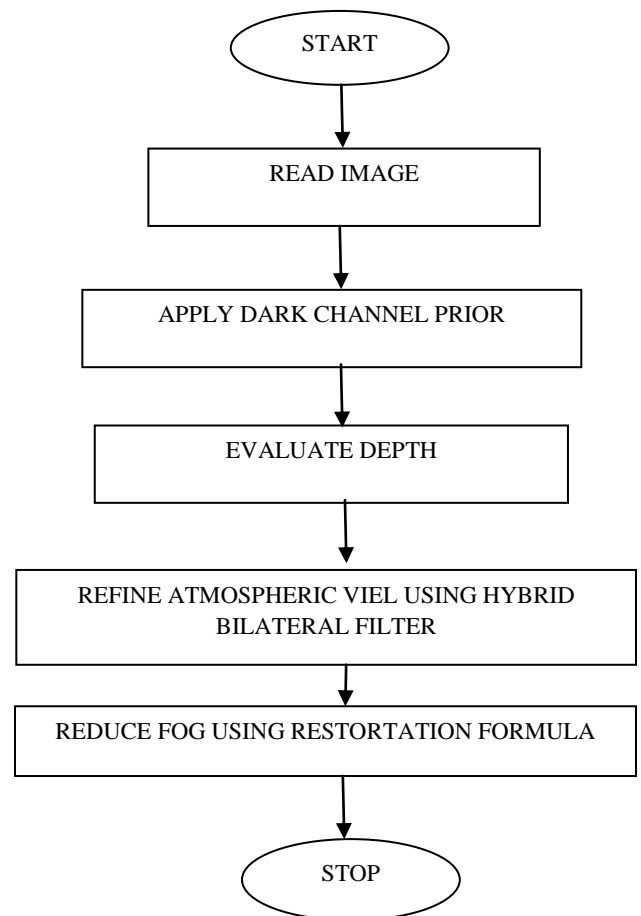 START
READ IMAGE
APPLY DARK CHANNEL PRIOR
EVALUATE DEPTH
REFINE ATMOSPHERIC VIEL USING HYBRID
BILATERAL FILTER
REDUCE FOG USING RESTORTATION FORMULA
STOP